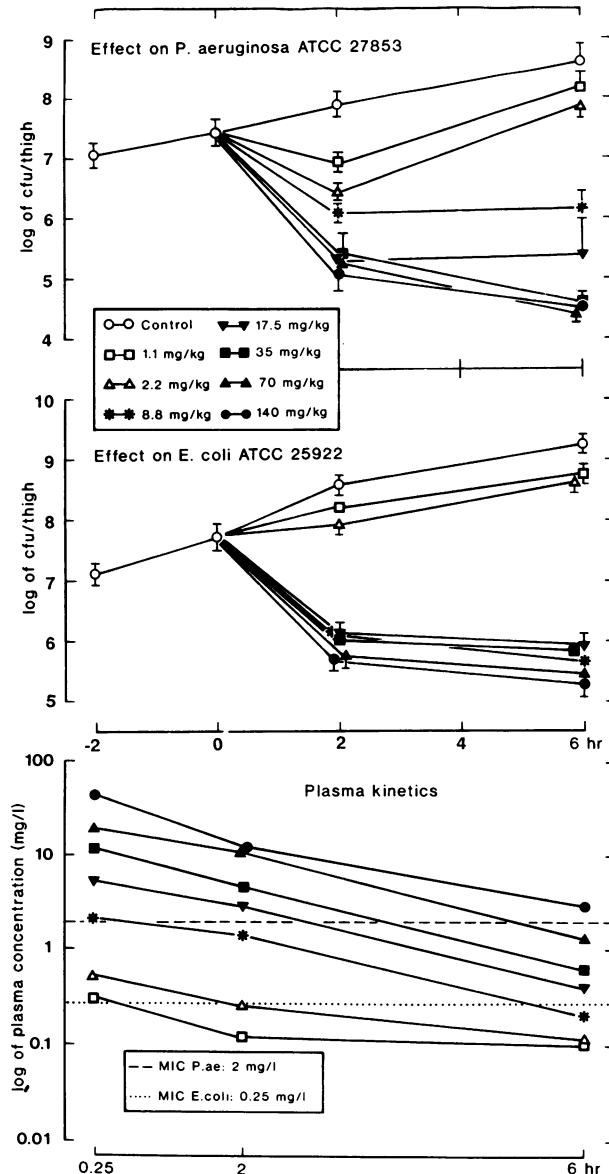 9
Effect on P. aeruginosa ATCC 27853
8
7
6
5
4
log of cfu/thigh
Control
1.1 mg/kg
2.2 mg/kg
8.8 mg/kg
17.5 mg/kg
35 mg/kg
70 mg/kg
140 mg/kg
10
Effect on E. coli ATCC 25922
9
8
7
6
5
log of cfu/thigh
-2 0 2 4 6 hr
100
Plasma kinetics
10
1
0.1
0.01
log of plasma concentration (mg/l)
MIC P.ae: 2 mg/l
MIC E.coli: 0.25 mg/l
0.25 2 6 hr